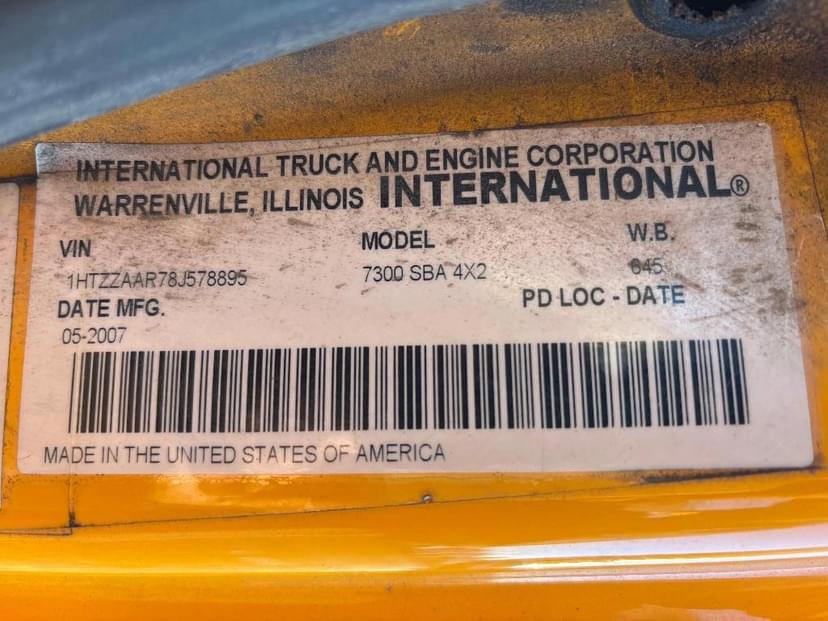 INTERNATIONAL TRUCK AND ENGINE CORPORATION
WARRENVILLE, ILLINOIS INTERNATIONAL®
VIN MODEL W.B.
1HTZZAAR78J578895 7300 SBA 4X2 645
DATE MFG. PD LOC - DATE
05-2007
MADE IN THE UNITED STATES OF AMERICA